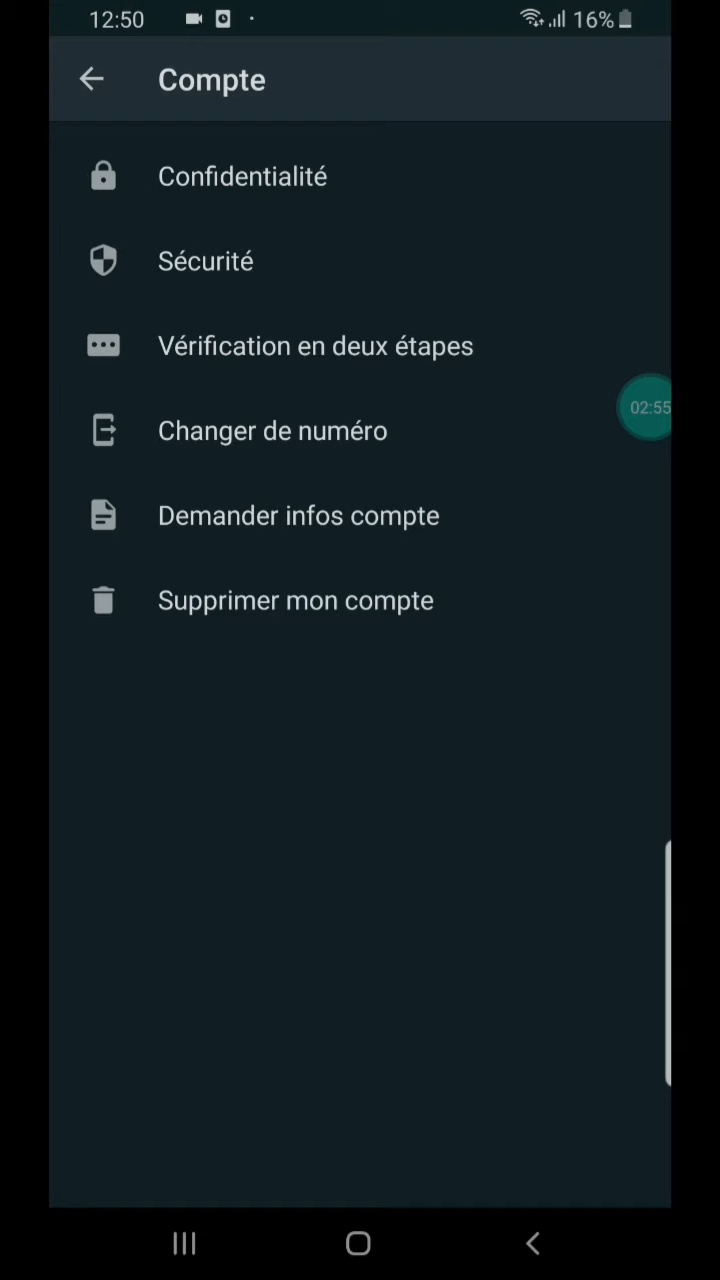 12:50 16%
Compte
Confidentialité
Sécurité
Vérification en deux étapes
02:55
Changer de numéro
Demander infos compte
Supprimer mon compte